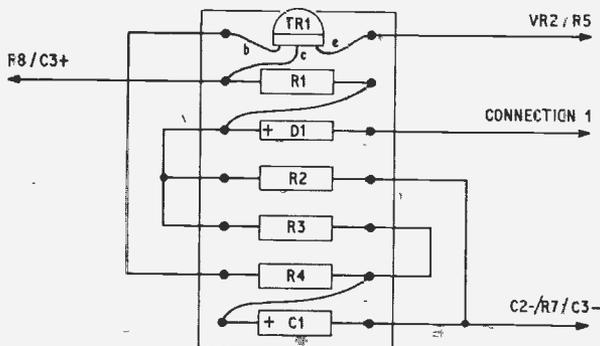 TR1
VR2/R5
b
c
e
R8/C3+
R1
CONNECTION 1
+ D1
R2
R3
R4
C2-/R7/C3-
+ C1